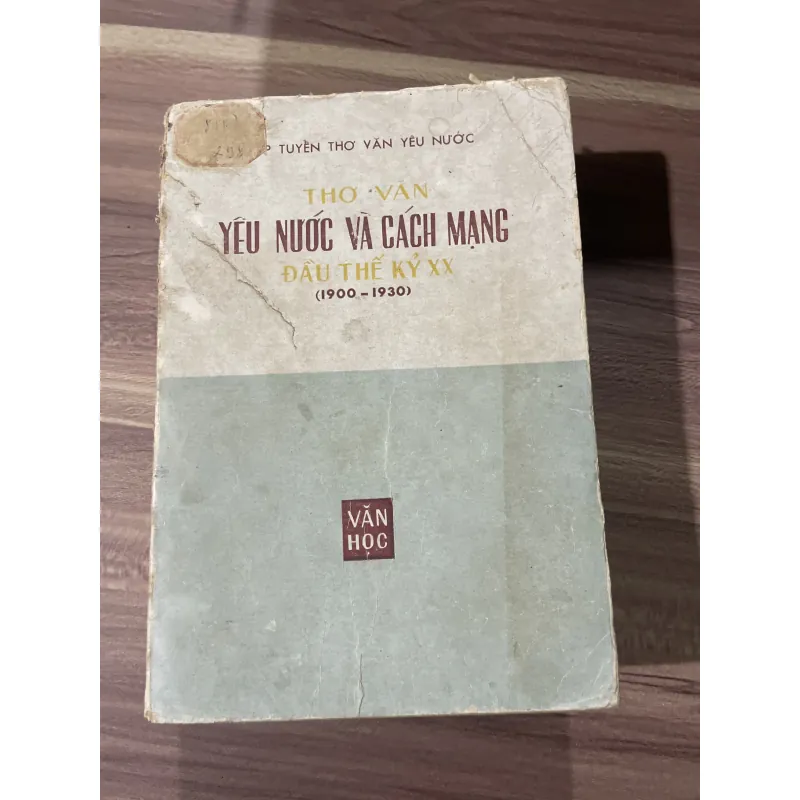 TUYỂN THƠ VĂN YÊU NƯỚC
THƠ VĂN
YÊU NƯỚC VÀ CÁCH MẠNG
ĐẦU THẾ KỶ XX
(1900-1930)
VĂN
HỌC